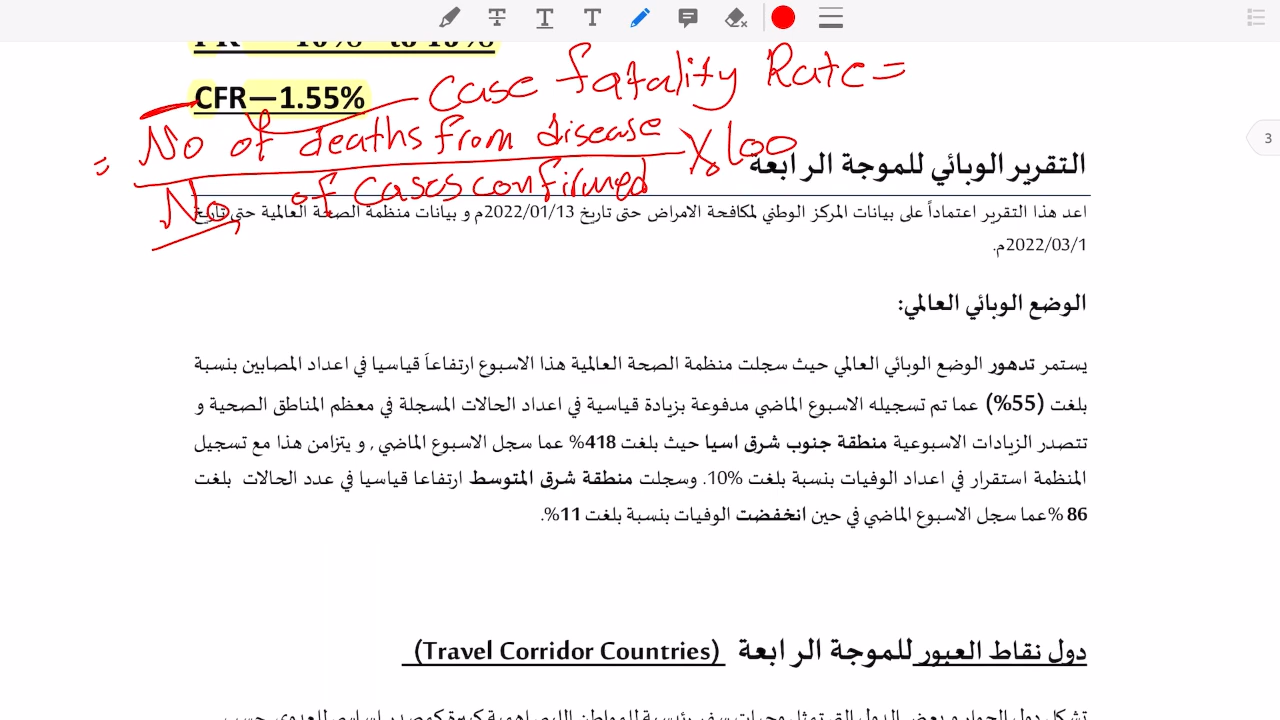 CFR—1.55%
Case fatality Rate =
= No of deaths from disease X 100
No of cases confirmed
3
التقرير الوبائي للموجة الرابعة
اعد هذا التقرير اعتماداً على بيانات المركز الوطني لمكافحة الامراض حتى تاريخ 2022/01/13م و بيانات منظمة الصحة العالمية حتى تاريخ
2022/03/1م.
الوضع الوبائي العالمي:
يستمر تدهور الوضع الوبائي العالمي حيث سجلت منظمة الصحة العالمية هذا الاسبوع ارتفاعاً قياسيا في اعداد المصابين بنسبة
بلغت (55%) عما تم تسجيله الاسبوع الماضي مدفوعة بزيادة قياسية في اعداد الحالات المسجلة في معظم المناطق الصحية و
تتصدر الزيادات الاسبوعية منطقة جنوب شرق اسيا حيث بلغت 418% عما سجل الاسبوع الماضي , و يتزامن هذا مع تسجيل
المنظمة استقرار في اعداد الوفيات بنسبة بلغت 10%. وسجلت منطقة شرق المتوسط ارتفاعا قياسيا في عدد الحالات بلغت
86 %عما سجل الاسبوع الماضي في حين انخفضت الوفيات بنسبة بلغت 11%.
دول نقاط العبور للموجة الرابعة (Travel Corridor Countries)